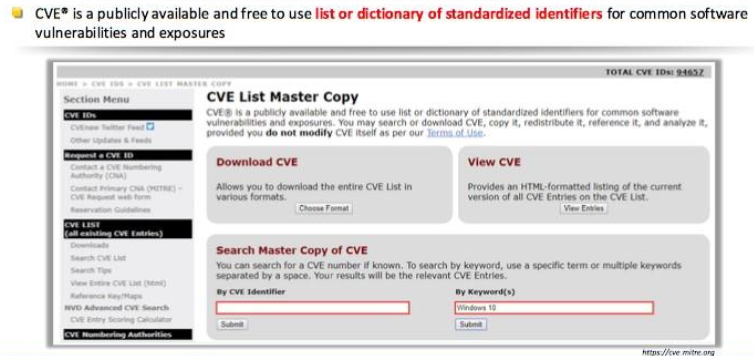 CVE® is a publicly available and free to use list or dictionary of standardized identifiers for common software
vulnerabilities and exposures
TOTAL CVE IDs: 94657
HOME > CVE IDS > CVE LIST MASTER COPY
Section Menu
CVE IDs
CVEnew Twitter Feed
Other Updates & Feeds
Request a CVE ID
Contact a CVE Numbering
Authority (CNA)
Contact Primary CNA (MITRE) –
CVE Request web form
Reservation Guidelines
CVE LIST
(all existing CVE Entries)
Downloads
Search CVE List
Search Tips
View Entire CVE List (html)
Reference Key/Maps
NVD Advanced CVE Search
CVE Entry Scoring Calculator
CVE Numbering Authorities
CVE List Master Copy
CVE® is a publicly available and free to use list or dictionary of standardized identifiers for common software
vulnerabilities and exposures. You may search or download CVE, copy it, redistribute it, reference it, and analyze it,
provided you do not modify CVE itself as per our Terms of Use.
Download CVE
Allows you to download the entire CVE List in
various formats.
Choose Format
View CVE
Provides an HTML-formatted listing of the current
version of all CVE Entries on the CVE List.
View Entries
Search Master Copy of CVE
You can search for a CVE number if known. To search by keyword, use a specific term or multiple keywords
separated by a space. Your results will be the relevant CVE Entries.
By CVE Identifier
Submit
By Keyword(s)
Windows 10
Submit
https://cve.mitre.org